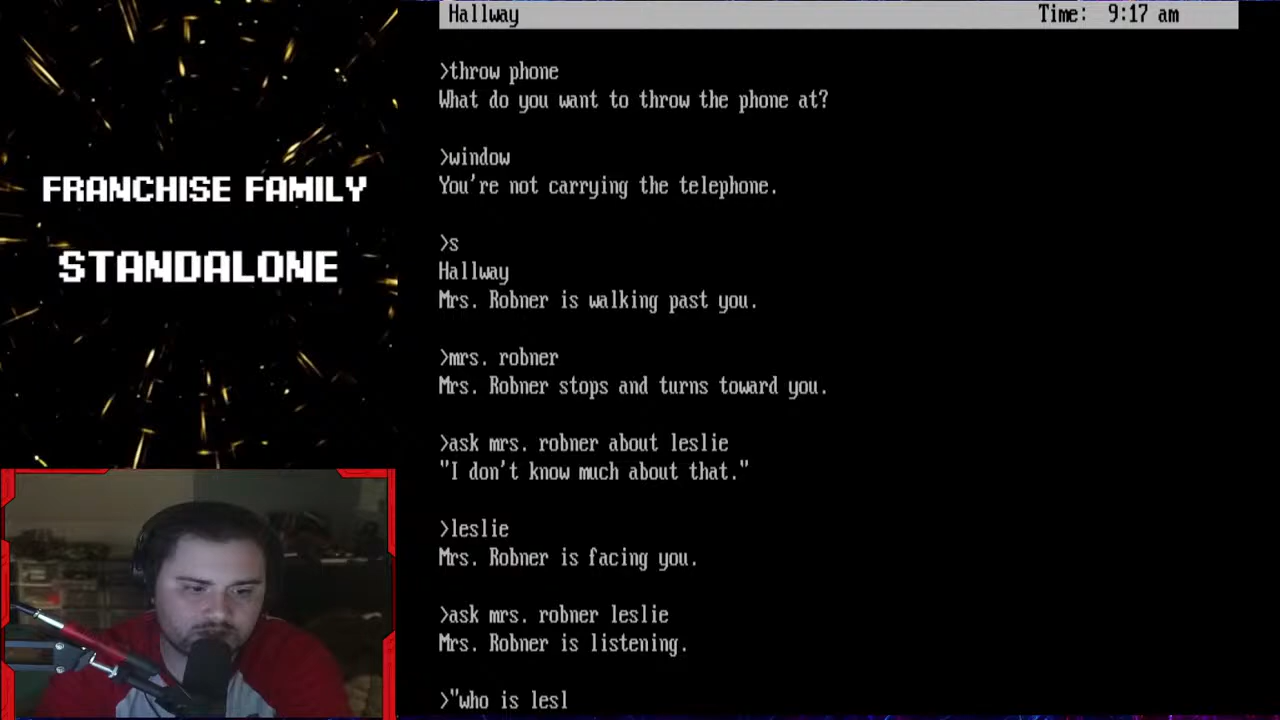 Hallway Time: 9:17 am
>throw phone
What do you want to throw the phone at?
>window
You're not carrying the telephone.
>s
Hallway
Mrs. Robner is walking past you.
>mrs. robner
Mrs. Robner stops and turns toward you.
>ask mrs. robner about leslie
"I don't know much about that."
>leslie
Mrs. Robner is facing you.
>ask mrs. robner leslie
Mrs. Robner is listening.
>"who is lesl
FRANCHISE FAMILY
STANDALONE